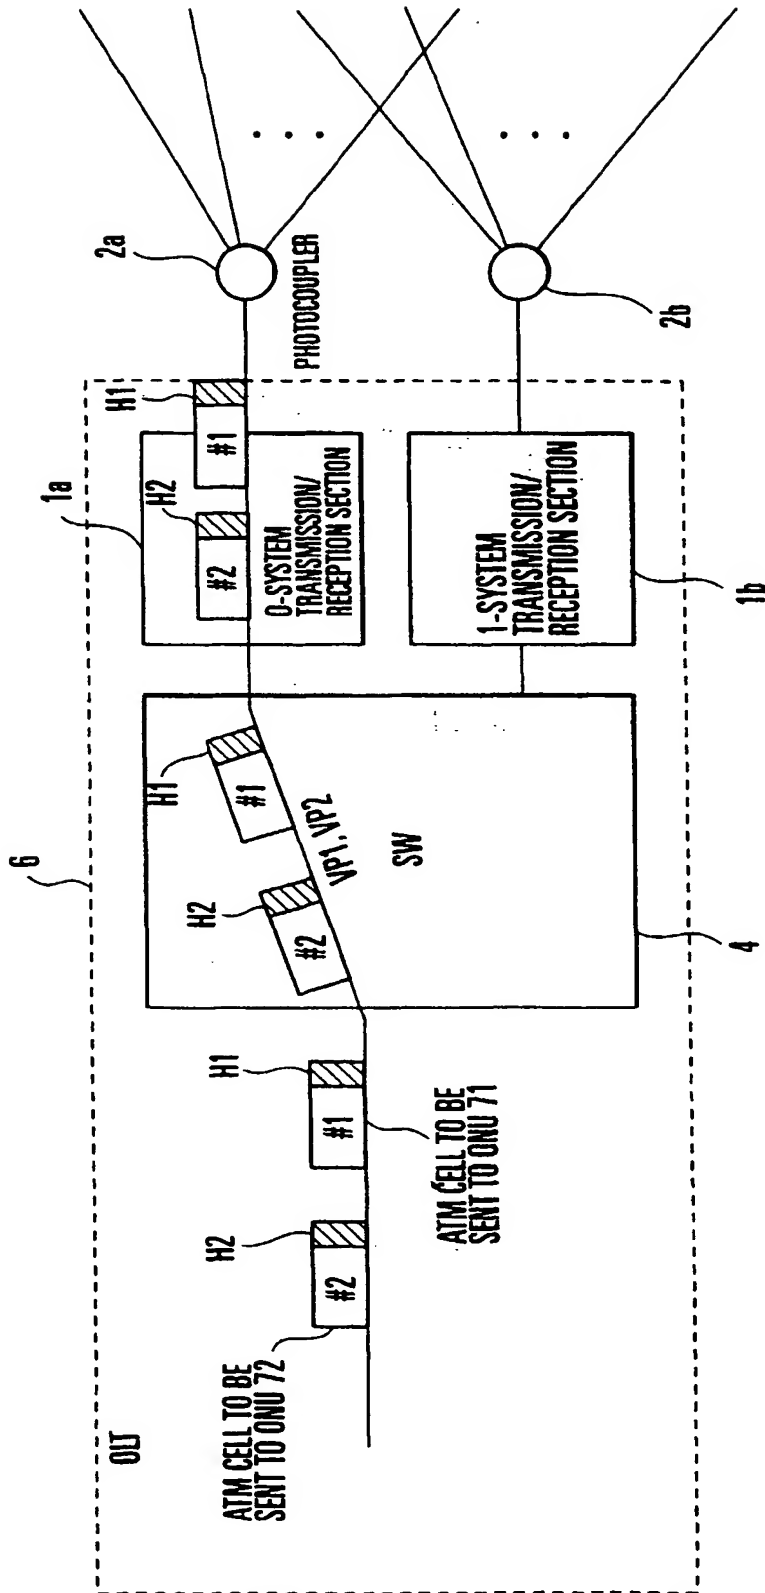 6
OLT
ATM CELL TO BE
SENT TO ONU 72
H2
#2
H1
#1
ATM CELL TO BE
SENT TO ONU 71
H2
#2
H1
#1
VP1, VP2
SW
4
1a
H2
#2
H1
#1
0-SYSTEM
TRANSMISSION/
RECEPTION SECTION
1-SYSTEM
TRANSMISSION/
RECEPTION SECTION
1b
2a
PHOTOCOUPLER
2b